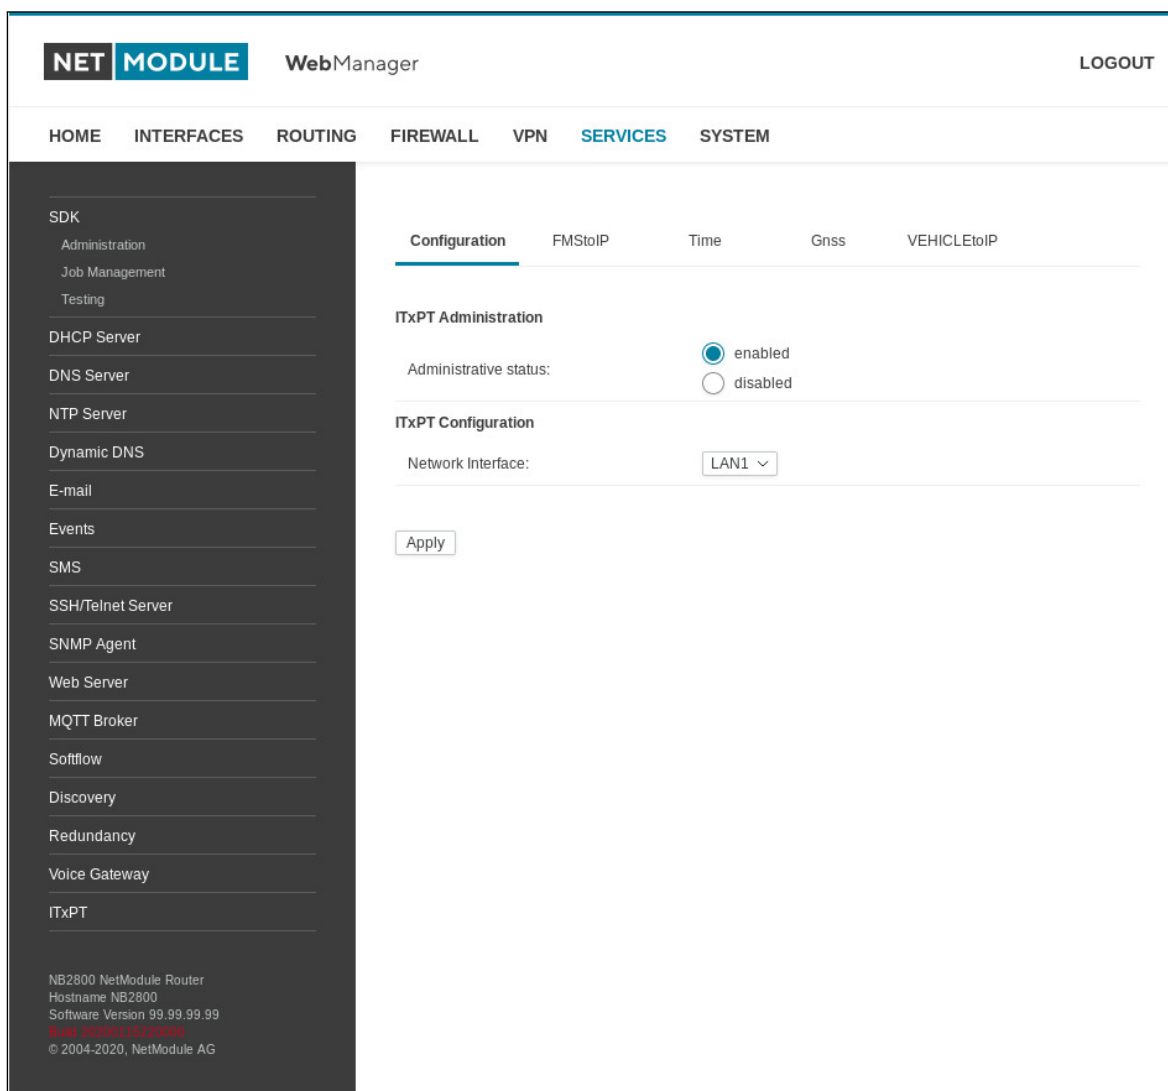 NET MODULE WebManager LOGOUT
HOME INTERFACES ROUTING FIREWALL VPN SERVICES SYSTEM
SDK
Administration
Job Management
Testing
DHCP Server
DNS Server
NTP Server
Dynamic DNS
E-mail
Events
SMS
SSH/Telnet Server
SNMP Agent
Web Server
MQTT Broker
Softflow
Discovery
Redundancy
Voice Gateway
ITxPT
NB2800 NetModule Router
Hostname NB2800
Software Version 99.99.99.99
Build
© 2004-2020, NetModule AG
Configuration FMStoIP Time Gnss VEHICLEtoIP
ITxPT Administration
Administrative status:
enabled
disabled
ITxPT Configuration
Network Interface: LAN1
Apply